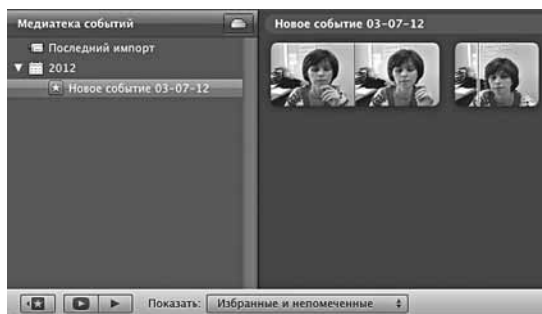 Медиатека событий
Новое событие 03-07-12
Последний импорт
2012
Новое событие 03-07-12
Показать: Избранные и непомеченные